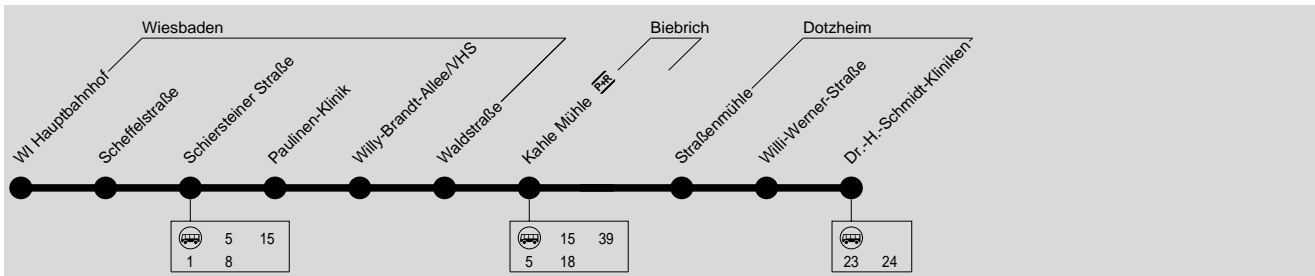 Wiesbaden
Biebrich
Dotzheim
WI Hauptbahnhof
Scheffelstraße
Schiersteiner Straße
Paulinen-Klinik
Willy-Brandt-Allee/VHS
Waldstraße
Kahle Mühle P+R
Straßenmühle
Willi-Werner-Straße
Dr.-H.-Schmidt-Kliniken
5 15
1 8
15 39
5 18
23 24